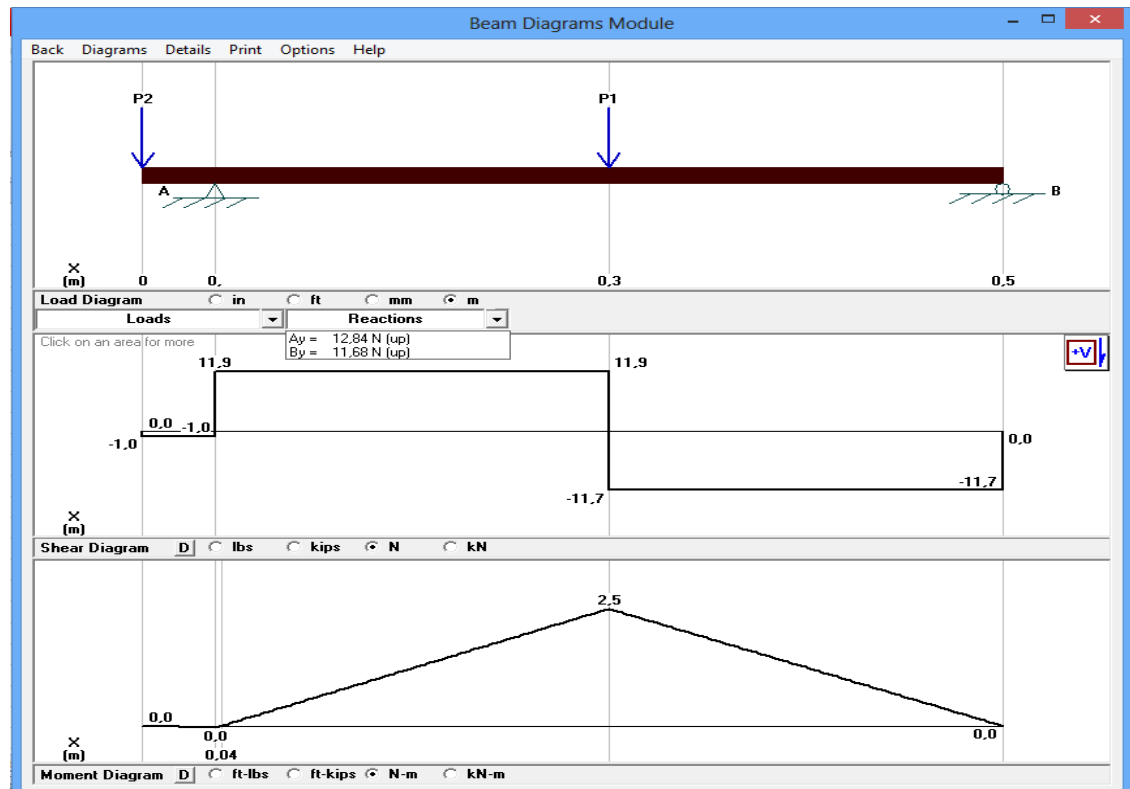 Beam Diagrams Module
Back Diagrams Details Print Options Help
P2 P1
A B
X
(m) 0 0, 0,3 0,5
Load Diagram in ft mm m
Loads Reactions
Click on an area for more
Ay = 12,84 N (up)
By = 11,68 N (up)
+V
11,9 11,9
0,0 -1,0
-1,0 0,0
-11,7 -11,7
X
(m)
Shear Diagram D lbs kips N kN
2,5
0,0
0,0 0,0
X
(m) 0,04
Moment Diagram D ft-lbs ft-kips N-m kN-m